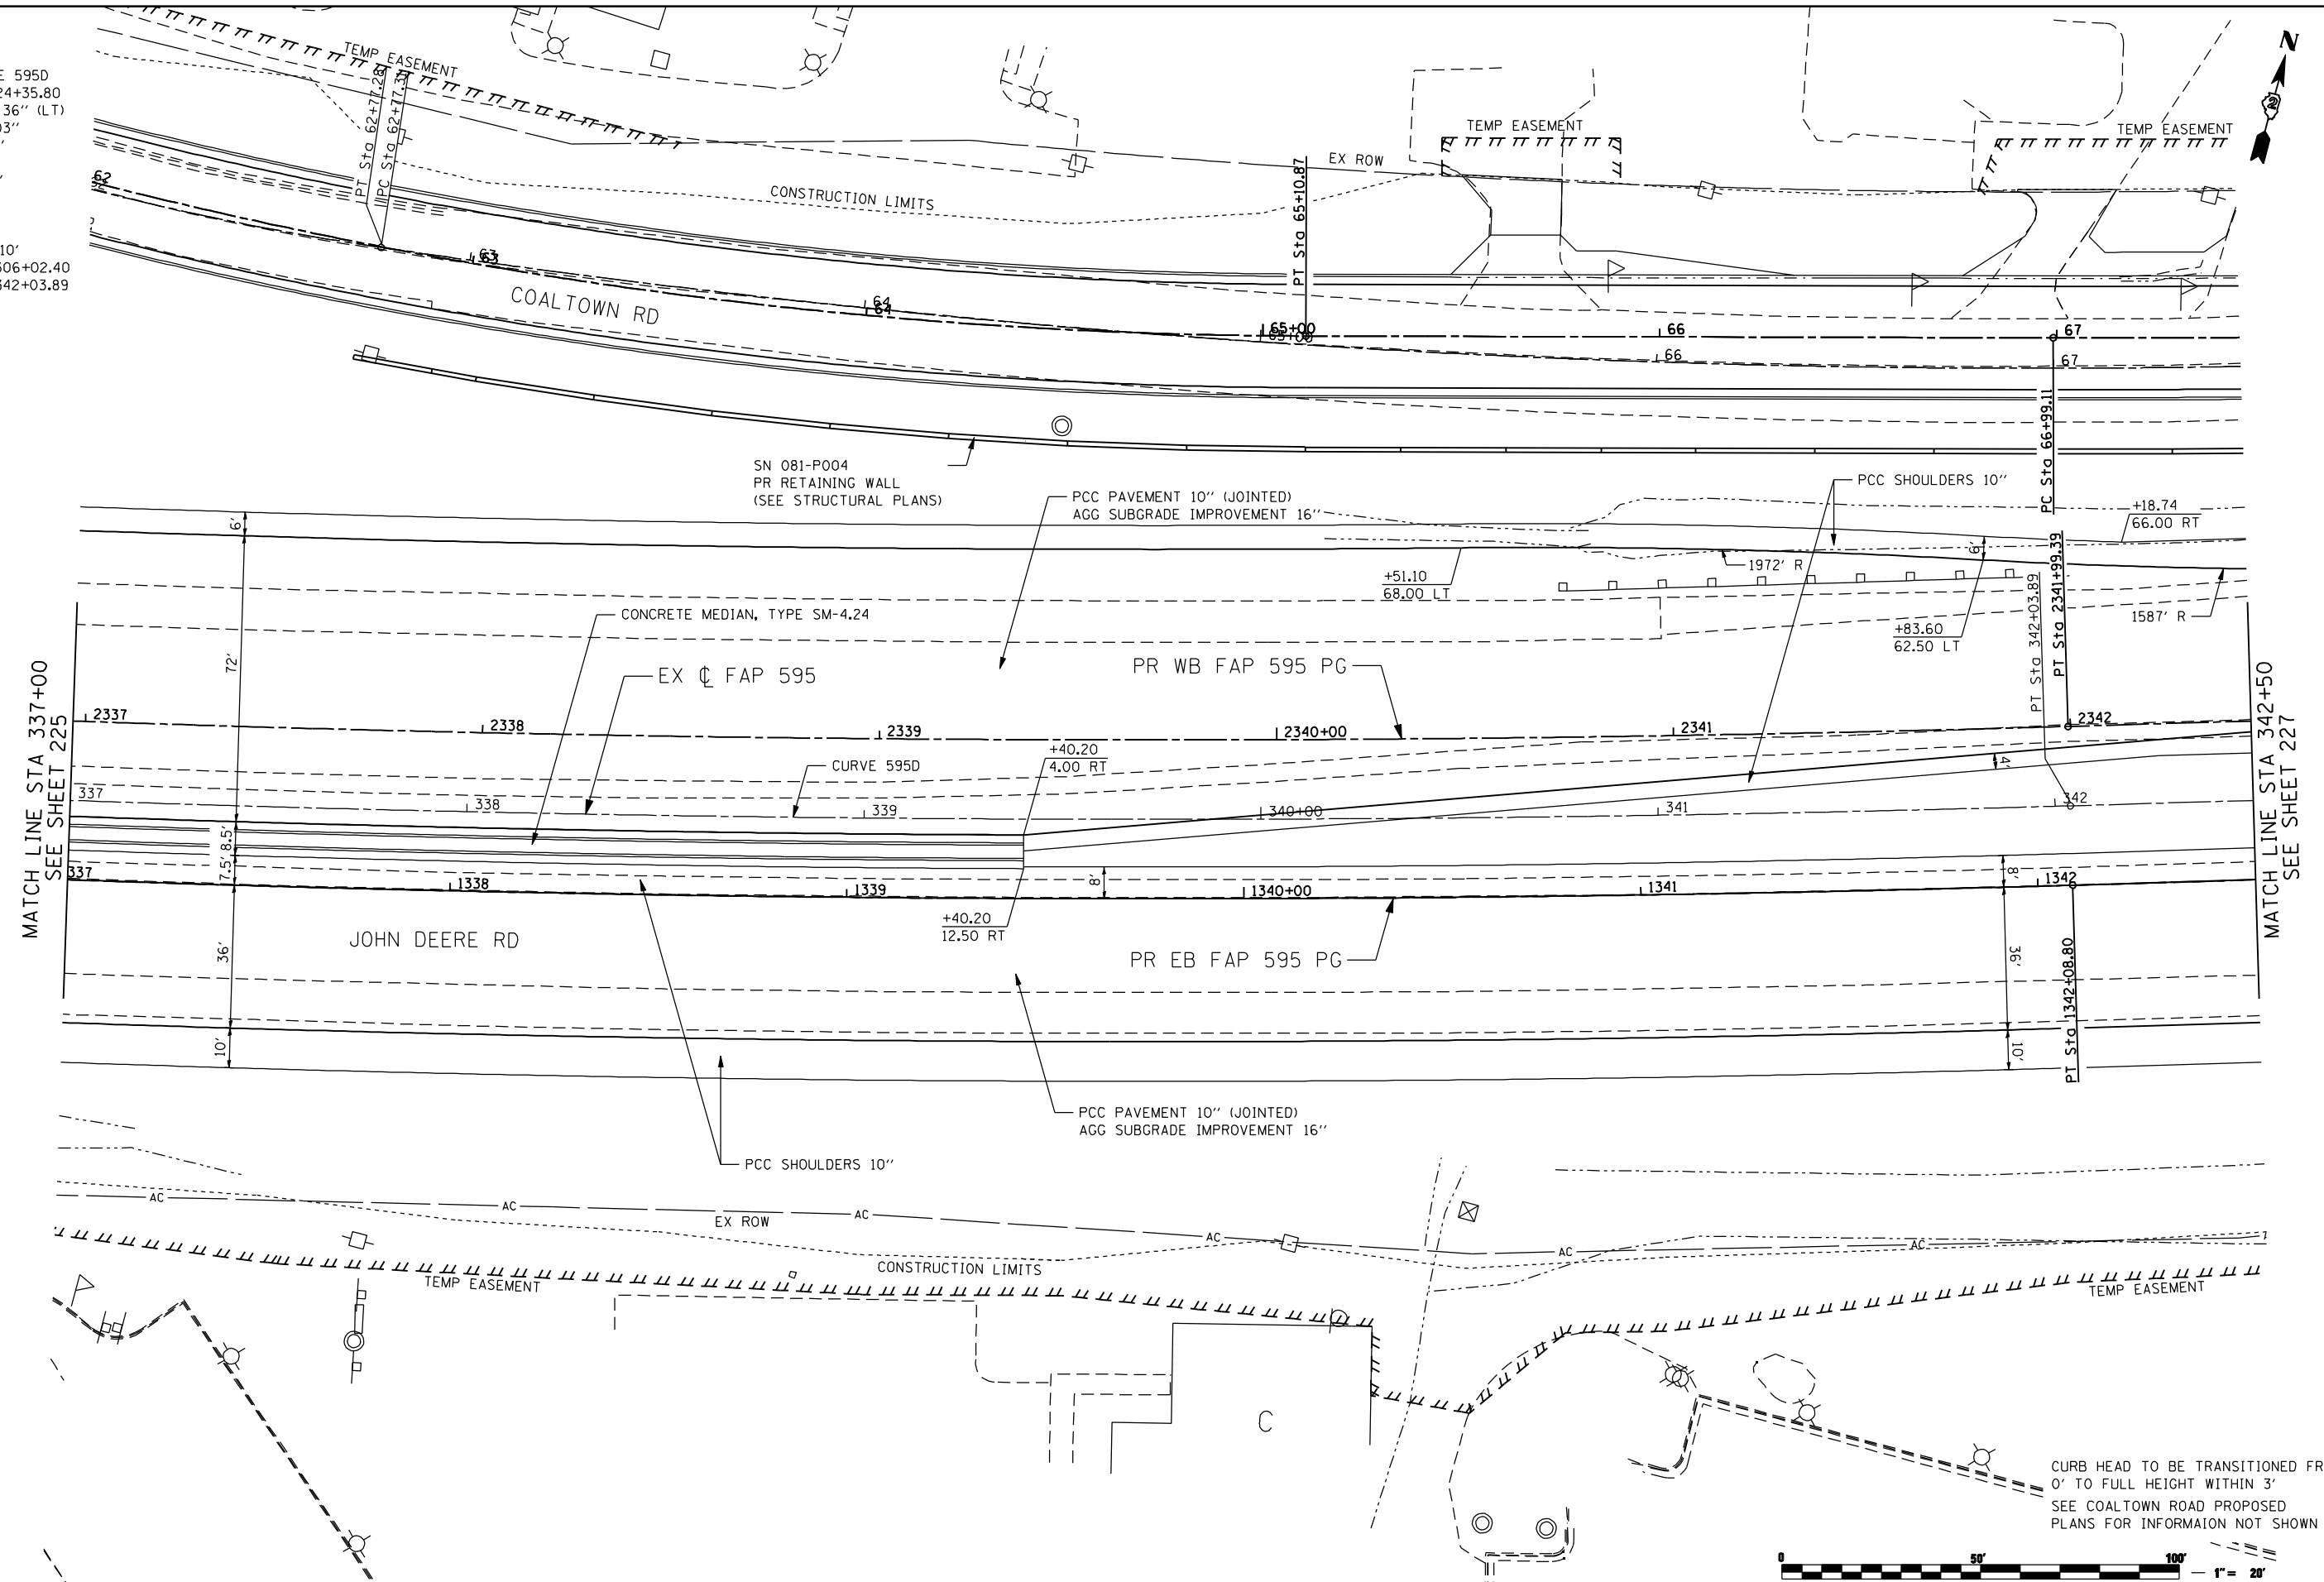 E 595D
24+35.80
36" (LT)
03"
10'
306+02.40
342+03.89
TEMP EASEMENT
PT Sta 62+77.28
PC Sta 62+77.31
62
63
63
64
64
65+00
65+00
66
66
67
67
CONSTRUCTION LIMITS
COALTOWN RD
PT Sta 65+10.87
EX ROW
TEMP EASEMENT
TEMP EASEMENT
N
PC Sta 66+99.11
SN 081-P004
PR RETAINING WALL
(SEE STRUCTURAL PLANS)
PCC PAVEMENT 10" (JOINTED)
AGG SUBGRADE IMPROVEMENT 16"
PCC SHOULDERS 10"
+18.74
66.00 RT
6'
6'
+51.10
68.00 LT
1972' R
+83.60
62.50 LT
PT Sta 342+03.89
PT Sta 2341+99.39
1587' R
CONCRETE MEDIAN, TYPE SM-4.24
72'
EX ℄ FAP 595
PR WB FAP 595 PG
MATCH LINE STA 337+00
SEE SHEET 225
MATCH LINE STA 342+50
SEE SHEET 227
2337
2338
2339
2340+00
2341
2342
+40.20
4.00 RT
CURVE 595D
4'
337
338
339
340+00
341
342
8.5'
7.5'
8'
8'
337
1338
1339
1340+00
1341
1342
+40.20
12.50 RT
JOHN DEERE RD
PR EB FAP 595 PG
36'
36'
10'
10'
PT Sta 1342+08.80
PCC PAVEMENT 10" (JOINTED)
AGG SUBGRADE IMPROVEMENT 16"
PCC SHOULDERS 10"
AC
AC
AC
AC
AC
AC
EX ROW
CONSTRUCTION LIMITS
TEMP EASEMENT
TEMP EASEMENT
C
CURB HEAD TO BE TRANSITIONED FR
0' TO FULL HEIGHT WITHIN 3'
SEE COALTOWN ROAD PROPOSED
PLANS FOR INFORMAION NOT SHOWN
0 50' 100'
1" = 20'